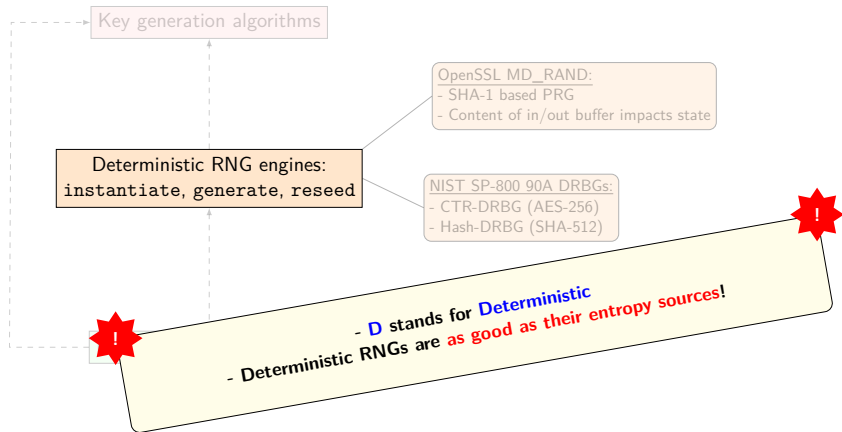 Key generation algorithms
OpenSSL MD_RAND:
- SHA-1 based PRG
- Content of in/out buffer impacts state
Deterministic RNG engines:
instantiate, generate, reseed
NIST SP-800 90A DRBGs:
- CTR-DRBG (AES-256)
- Hash-DRBG (SHA-512)
!
- D stands for Deterministic
- Deterministic RNGs are as good as their entropy sources!
!